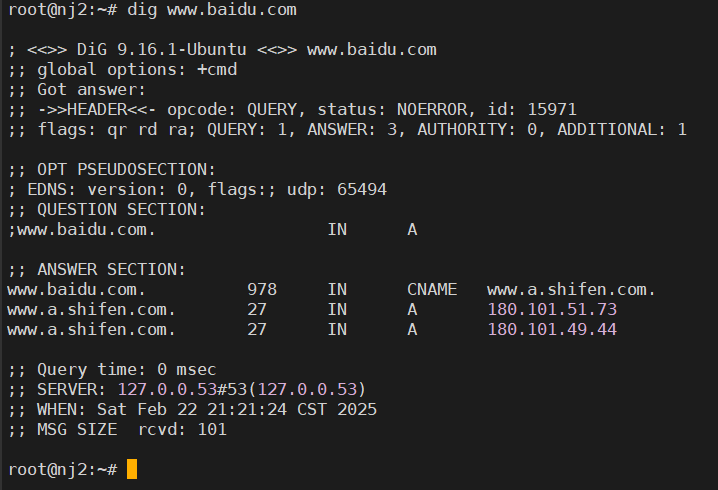 root@nj2:~# dig www.baidu.com

; <<>> DiG 9.16.1-Ubuntu <<>> www.baidu.com
;; global options: +cmd
;; Got answer:
;; ->>HEADER<<- opcode: QUERY, status: NOERROR, id: 15971
;; flags: qr rd ra; QUERY: 1, ANSWER: 3, AUTHORITY: 0, ADDITIONAL: 1

;; OPT PSEUDOSECTION:
; EDNS: version: 0, flags:; udp: 65494
;; QUESTION SECTION:
;www.baidu.com.                 IN      A

;; ANSWER SECTION:
www.baidu.com.          978     IN      CNAME   www.a.shifen.com.
www.a.shifen.com.       27      IN      A       180.101.51.73
www.a.shifen.com.       27      IN      A       180.101.49.44

;; Query time: 0 msec
;; SERVER: 127.0.0.53#53(127.0.0.53)
;; WHEN: Sat Feb 22 21:21:24 CST 2025
;; MSG SIZE  rcvd: 101

root@nj2:~#